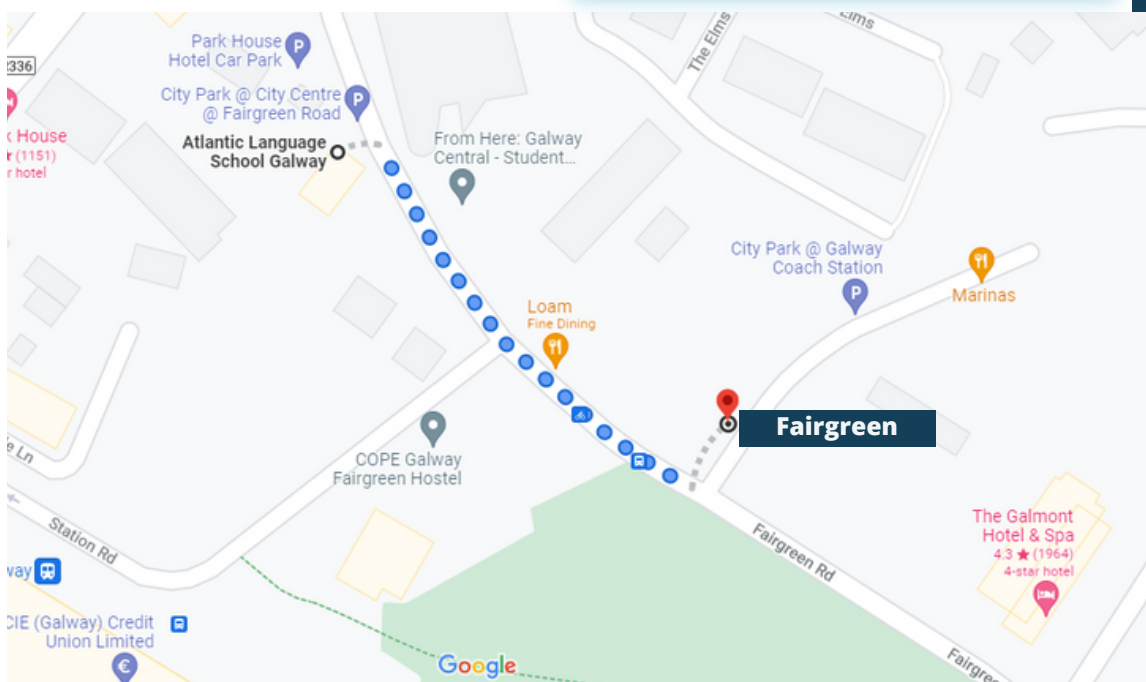 Elms
The Elms
Park House
Hotel Car Park
P
336
City Park @ City Centre
@ Fairgreen Road
P
Atlantic Language
School Galway
From Here: Galway
Central - Student...
House
(1151)
hotel
City Park @ Galway
Coach Station
P
Marinas
Loam
Fine Dining
Fairgreen
COPE Galway
Fairgreen Hostel
Ln
Station Rd
Fairgreen Rd
The Galmont
Hotel & Spa
4.3 ★ (1964)
4-star hotel
way
CIE (Galway) Credit
Union Limited
€
Google
Fairgree